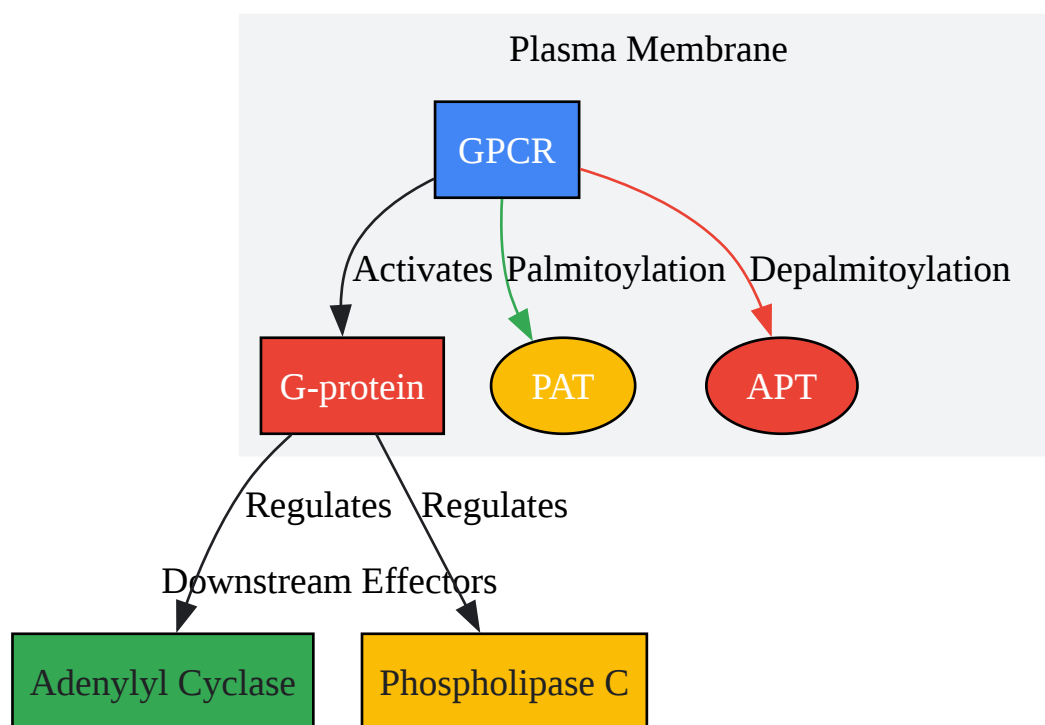 Plasma Membrane
GPCR
Activates
Palmitoylation
Depalmitoylation
G-protein
PAT
APT
Regulates
Regulates
Downstream Effectors
Adenylyl Cyclase
Phospholipase C